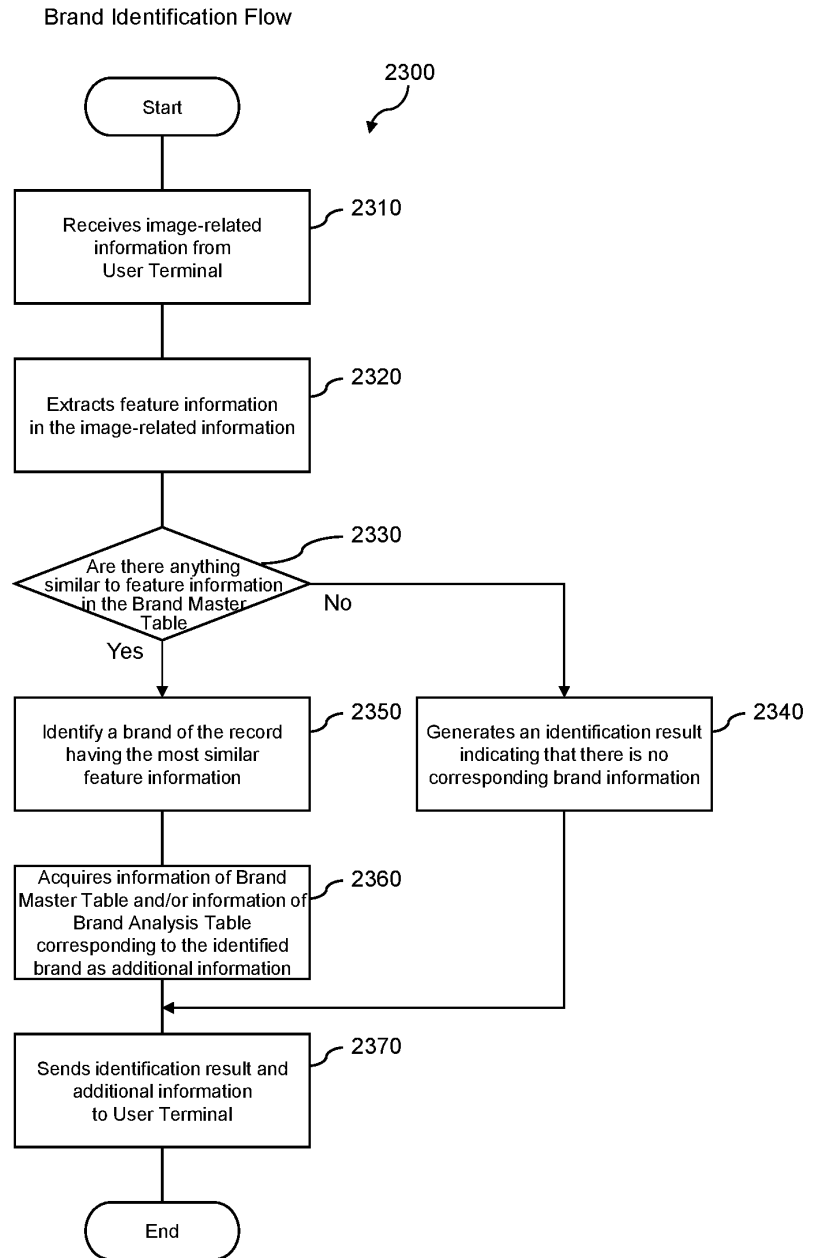 Brand Identification Flow
2300
Start
2310
Receives image-related
information from
User Terminal
2320
Extracts feature information
in the image-related information
2330
Are there anything
similar to feature information
in the Brand Master
Table
No
Yes
2350
Identify a brand of the record
having the most similar
feature information
2340
Generates an identification result
indicating that there is no
corresponding brand information
2360
Acquires information of Brand
Master Table and/or information of
Brand Analysis Table
corresponding to the identified
brand as additional information
2370
Sends identification result and
additional information
to User Terminal
End